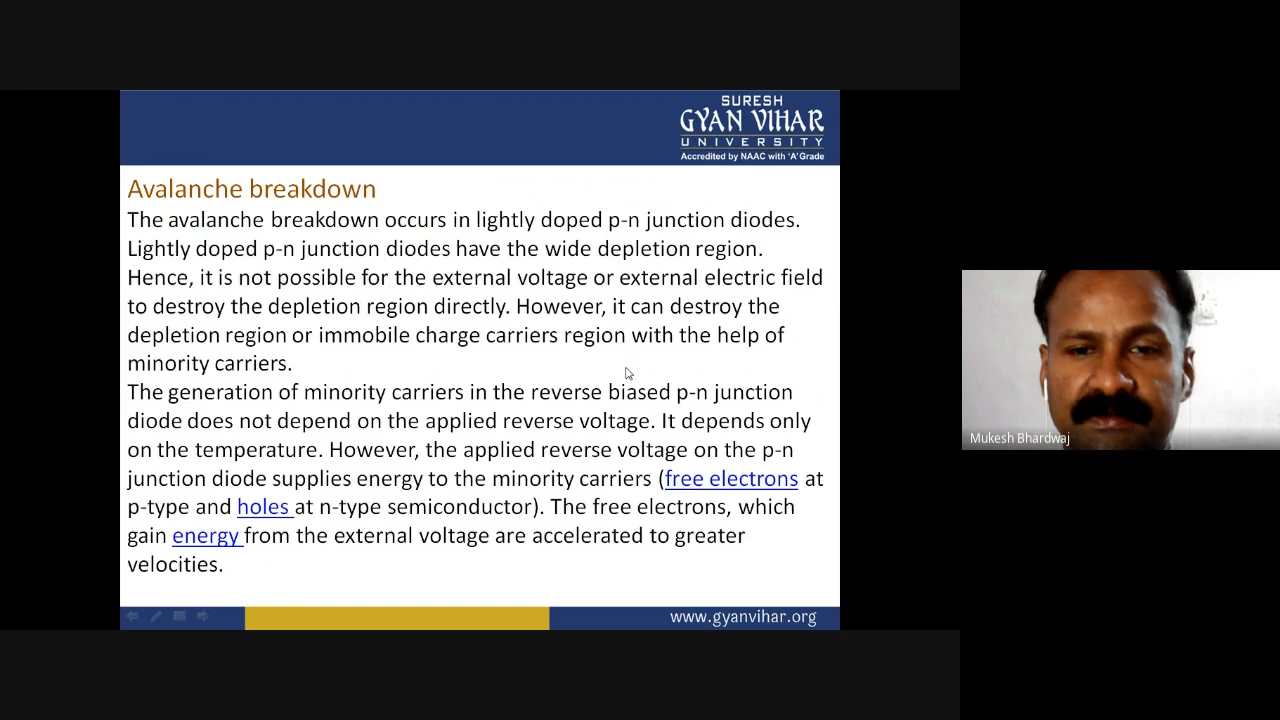 SURESH
GYAN VIHAR
UNIVERSITY
Accredited by NAAC with 'A' Grade
Avalanche breakdown
The avalanche breakdown occurs in lightly doped p-n junction diodes.
Lightly doped p-n junction diodes have the wide depletion region.
Hence, it is not possible for the external voltage or external electric field
to destroy the depletion region directly. However, it can destroy the
depletion region or immobile charge carriers region with the help of
minority carriers.
The generation of minority carriers in the reverse biased p-n junction
diode does not depend on the applied reverse voltage. It depends only
on the temperature. However, the applied reverse voltage on the p-n
junction diode supplies energy to the minority carriers (free electrons at
p-type and holes at n-type semiconductor). The free electrons, which
gain energy from the external voltage are accelerated to greater
velocities.
www.gyanvihar.org
Mukesh Bhardwaj